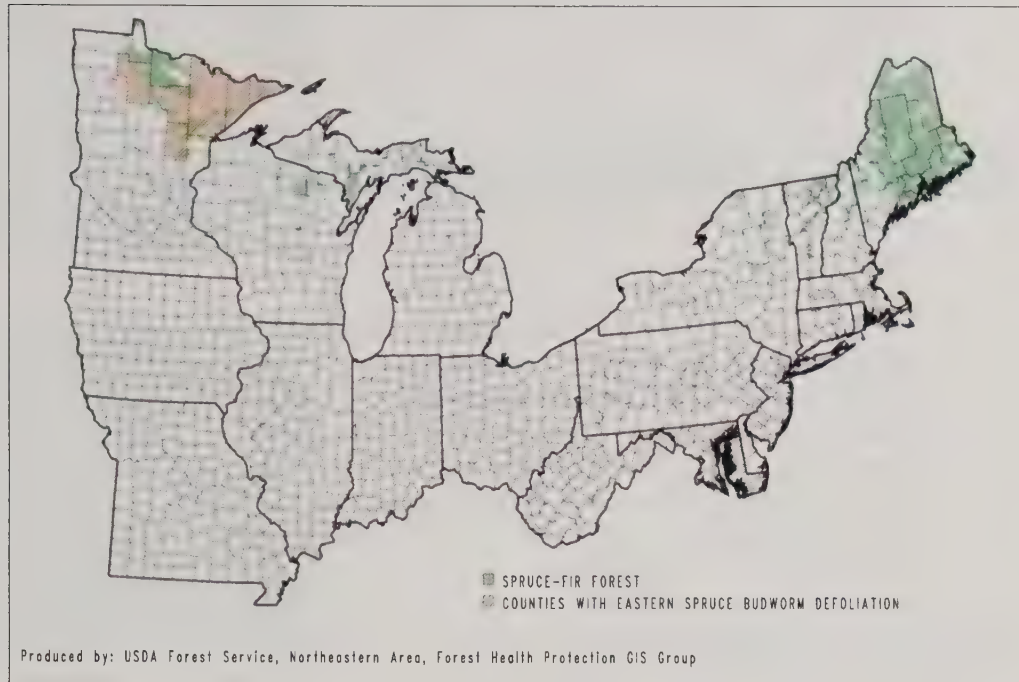 SPRUCE-FIR FOREST
COUNTIES WITH EASTERN SPRUCE BUDWORM DEFOLIATION
Produced by: USDA Forest Service, Northeastern Area, Forest Health Protection GIS Group